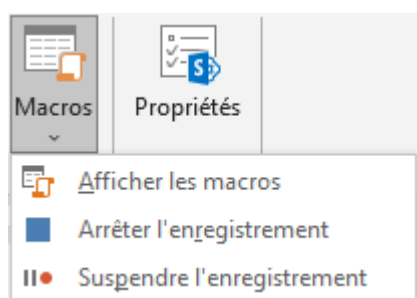 Macros Propriétés
Afficher les macros
Arrêter l'enregistrement
Suspendre l'enregistrement